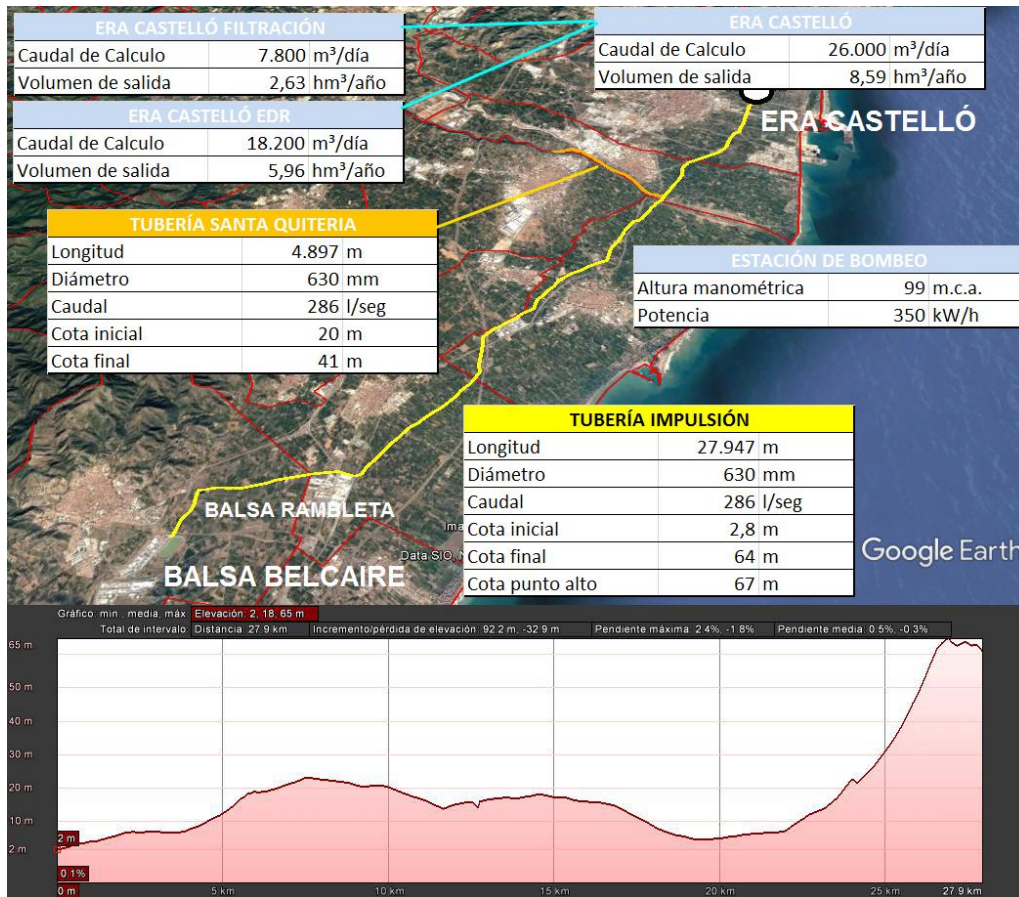 ERA CASTELLÓ FILTRACIÓN
Caudal de Calculo 7.800 m³/día
Volumen de salida 2,63 hm³/año
ERA CASTELLÓ
Caudal de Calculo 26.000 m³/día
Volumen de salida 8,59 hm³/año
ERA CASTELLÓ EDR
Caudal de Calculo 18.200 m³/día
Volumen de salida 5,96 hm³/año
ERA CASTELLÓ
TUBERÍA SANTA QUITERIA
Longitud 4.897 m
Diámetro 630 mm
Caudal 286 l/seg
Cota inicial 20 m
Cota final 41 m
ESTACIÓN DE BOMBEO
Altura manométrica 99 m.c.a.
Potencia 350 kW/h
TUBERÍA IMPULSIÓN
Longitud 27.947 m
Diámetro 630 mm
Caudal 286 l/seg
Cota inicial 2,8 m
Cota final 64 m
Cota punto alto 67 m
BALSA RAMBLETA
Ima
Data SIO, N
BALSA BELCAIRE
Google Earth
Gráfico: min., media, máx. Elevación: 2, 18, 65 m
Total de intervalo: Distancia: 27.9 km Incremento/pérdida de elevación: 92.2 m, -32.9 m Pendiente máxima: 2.4%, -1.8% Pendiente media: 0.5%, -0.3%
65 m
50 m
40 m
30 m
20 m
10 m
2 m
2 m
0.1%
0 m 5 km 10 km 15 km 20 km 25 km 27.9 km